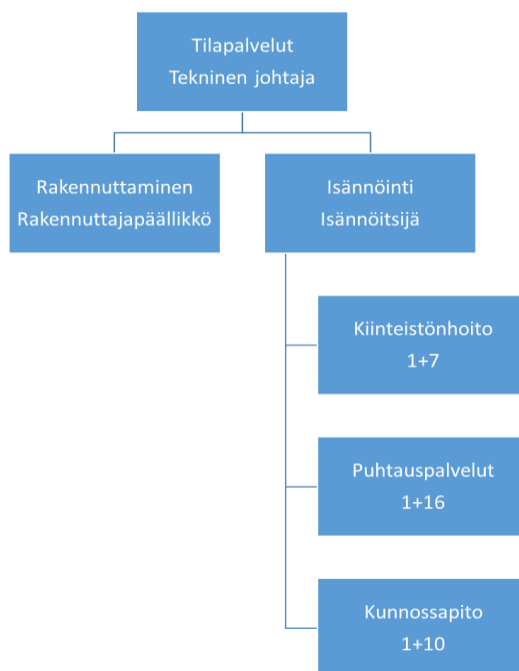 Tilapalvelut
Tekninen johtaja
Rakennuttaminen
Rakennuttajapäällikkö
Isännöinti
Isännöitsijä
Kiinteistönhoito
1+7
Puhtauspalvelut
1+16
Kunnossapito
1+10